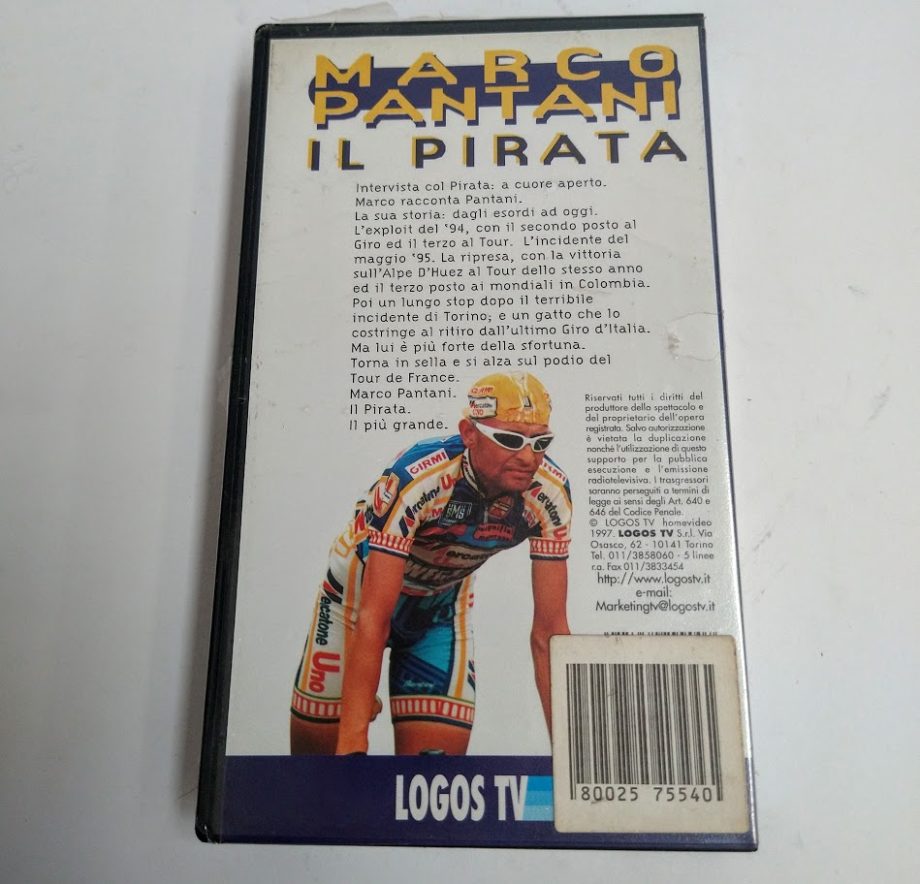 MARCO
PANTANI
IL PIRATA
Intervista col Pirata: a cuore aperto.
Marco racconta Pantani.
La sua storia: dagli esordi ad oggi.
L'exploit del '94, con il secondo posto al
Giro ed il terzo al Tour. L'incidente del
maggio '95. La ripresa, con la vittoria
sull'Alpe D'Huez al Tour dello stesso anno
ed il terzo posto ai mondiali in Colombia.
Poi un lungo stop dopo il terribile
incidente di Torino; e un gatto che lo
costringe al ritiro dall'ultimo Giro d'Italia.
Ma lui è più forte della sfortuna.
Torna in sella e si alza sul podio del
Tour de France.
Marco Pantani.
Il Pirata.
Il più grande.
Riservati tutti i diritti del
produttore dello spettacolo e
del proprietario dell'opera
registrata. Salvo autorizzazione
è vietata la duplicazione
nonchè l'utilizzazione di questo
supporto per la pubblica
esecuzione e l'emissione
radiotelevisiva. I trasgressori
saranno perseguiti a termini di
legge ai sensi degli Art. 640 e
646 del Codice Penale.
© LOGOS TV homevideo
1997. LOGOS TV S.r.l. Via
Osasco, 62 - 10141 Torino
Tel. 011/3858060 - 5 linee
r.a. Fax 011/3833454
http://www.logostv.it
e-mail:
Marketingtv@logostv.it
GIRMI
Mercatone Uno
Mercatone
Uno
LOGOS TV
80025 75540